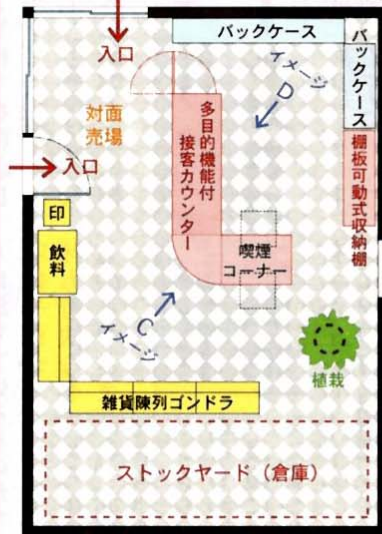 バックケース
バックケース
入口
イメージ
D
対面
売場
多目的機能付
接客カウンター
棚板可動式収納棚
入口
印
飲料
喫煙
コーナー
イメージ
C
植栽
雑貨陳列ゴンドラ
ストックヤード（倉庫）